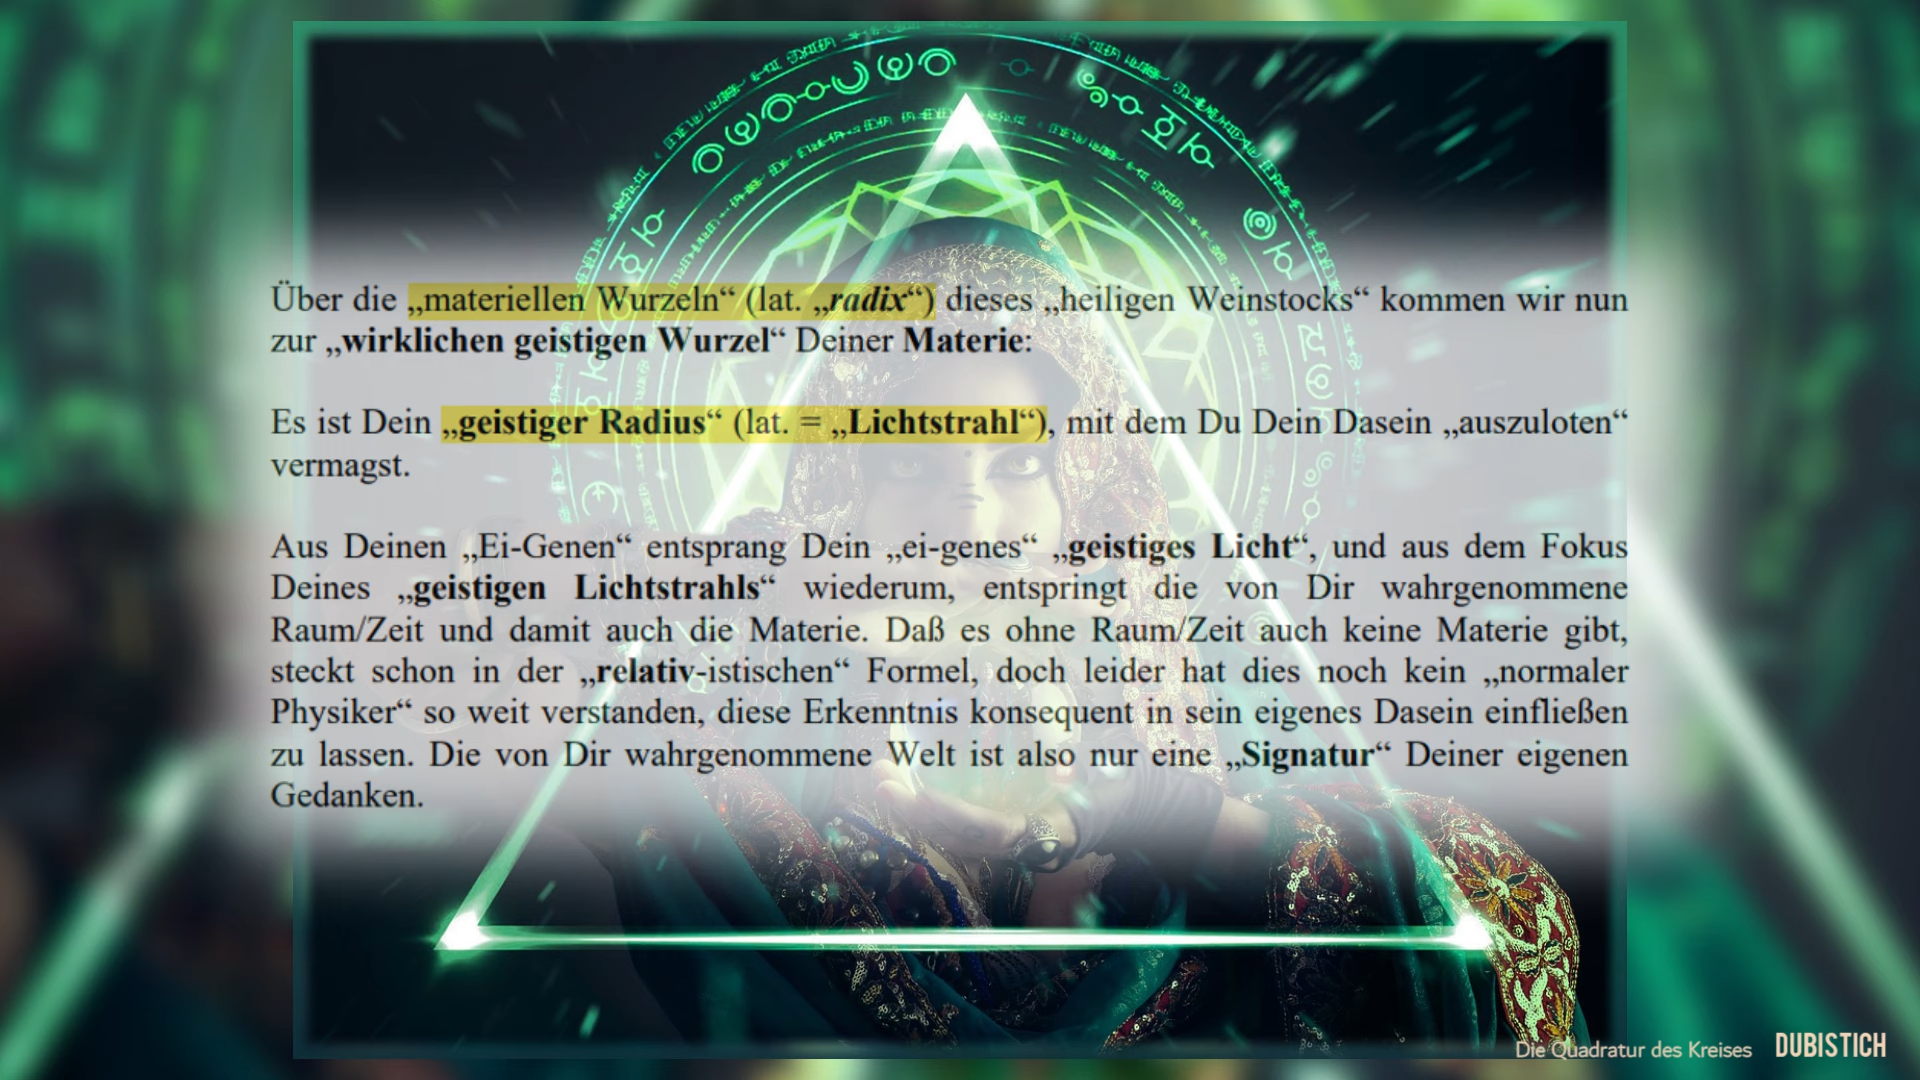 Über die „materiellen Wurzeln“ (lat. „radix“) dieses „heiligen Weinstocks“ kommen wir nun
zur „wirklichen geistigen Wurzel“ Deiner Materie:
Es ist Dein „geistiger Radius“ (lat. = „Lichtstrahl“), mit dem Du Dein Dasein „auszuloten“
vermagst.
Aus Deinen „Ei-Genen“ entsprang Dein „ei-genes“ „geistiges Licht“, und aus dem Fokus
Deines „geistigen Lichtstrahls“ wiederum, entspringt die von Dir wahrgenommene
Raum/Zeit und damit auch die Materie. Daß es ohne Raum/Zeit auch keine Materie gibt,
steckt schon in der „relativ-istischen“ Formel, doch leider hat dies noch kein „normaler
Physiker“ so weit verstanden, diese Erkenntnis konsequent in sein eigenes Dasein einfließen
zu lassen. Die von Dir wahrgenommene Welt ist also nur eine „Signatur“ Deiner eigenen
Gedanken.
Die Quadratur des Kreises DUBISTICH